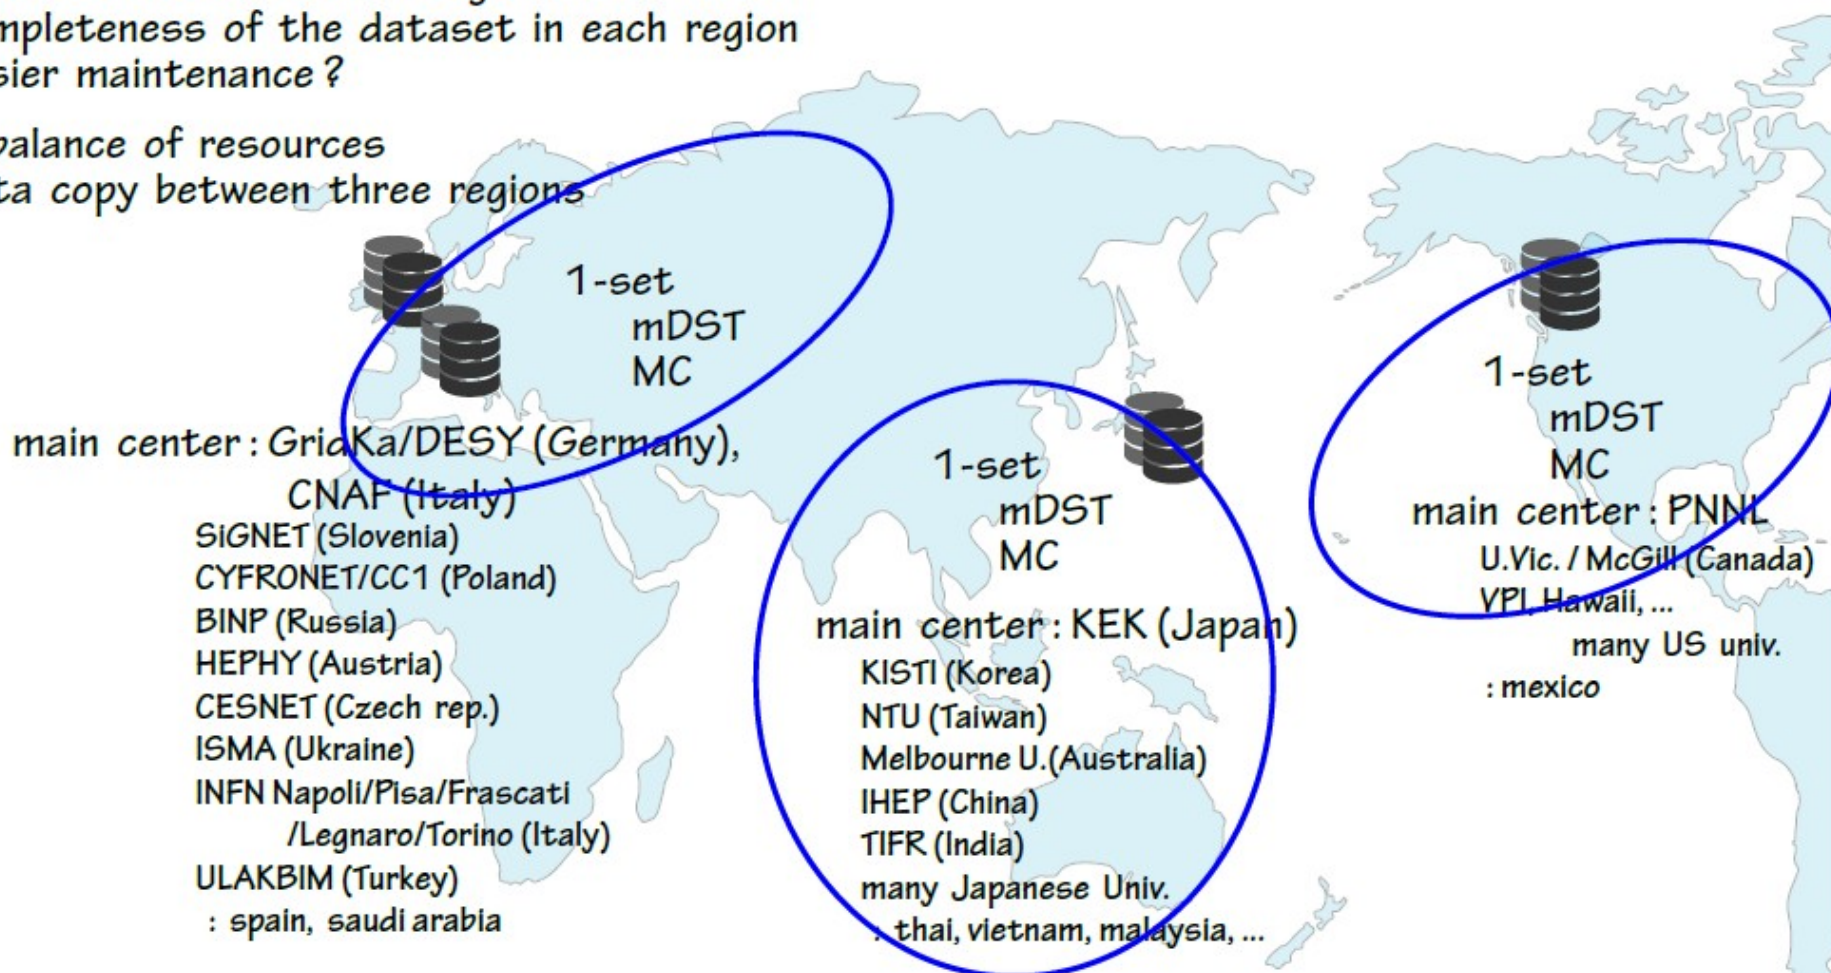 mpleteness of the dataset in each region
sier maintenance ?
balance of resources
ta copy between three regions
1-set
mDST
MC
main center : GridKa/DESY (Germany),
CNAF (Italy)
SiGNET (Slovenia)
CYFRONET/CC1 (Poland)
BINP (Russia)
HEPHY (Austria)
CESNET (Czech rep.)
ISMA (Ukraine)
INFN Napoli/Pisa/Frascati
/Legnaro/Torino (Italy)
ULAKBIM (Turkey)
: spain, saudi arabia
1-set
mDST
MC
main center : KEK (Japan)
KISTI (Korea)
NTU (Taiwan)
Melbourne U.(Australia)
IHEP (China)
TIFR (India)
many Japanese Univ.
: thai, vietnam, malaysia, ...
1-set
mDST
MC
main center : PNNL
U.Vic. / McGill (Canada)
VPI, Hawaii, ...
many US univ.
: mexico